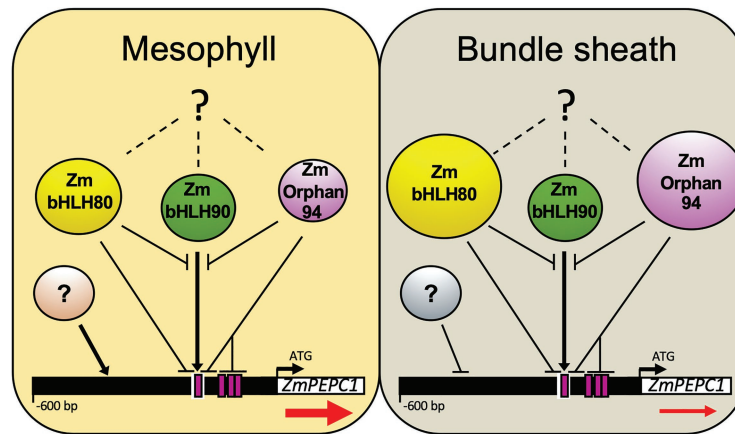 Mesophyll
?
Zm
bHLH80
Zm
bHLH90
Zm
Orphan
94
?
ATG
ZmPEPC1
-600 bp
Bundle sheath
?
Zm
bHLH80
Zm
bHLH90
Zm
Orphan
94
?
ATG
ZmPEPC1
-600 bp